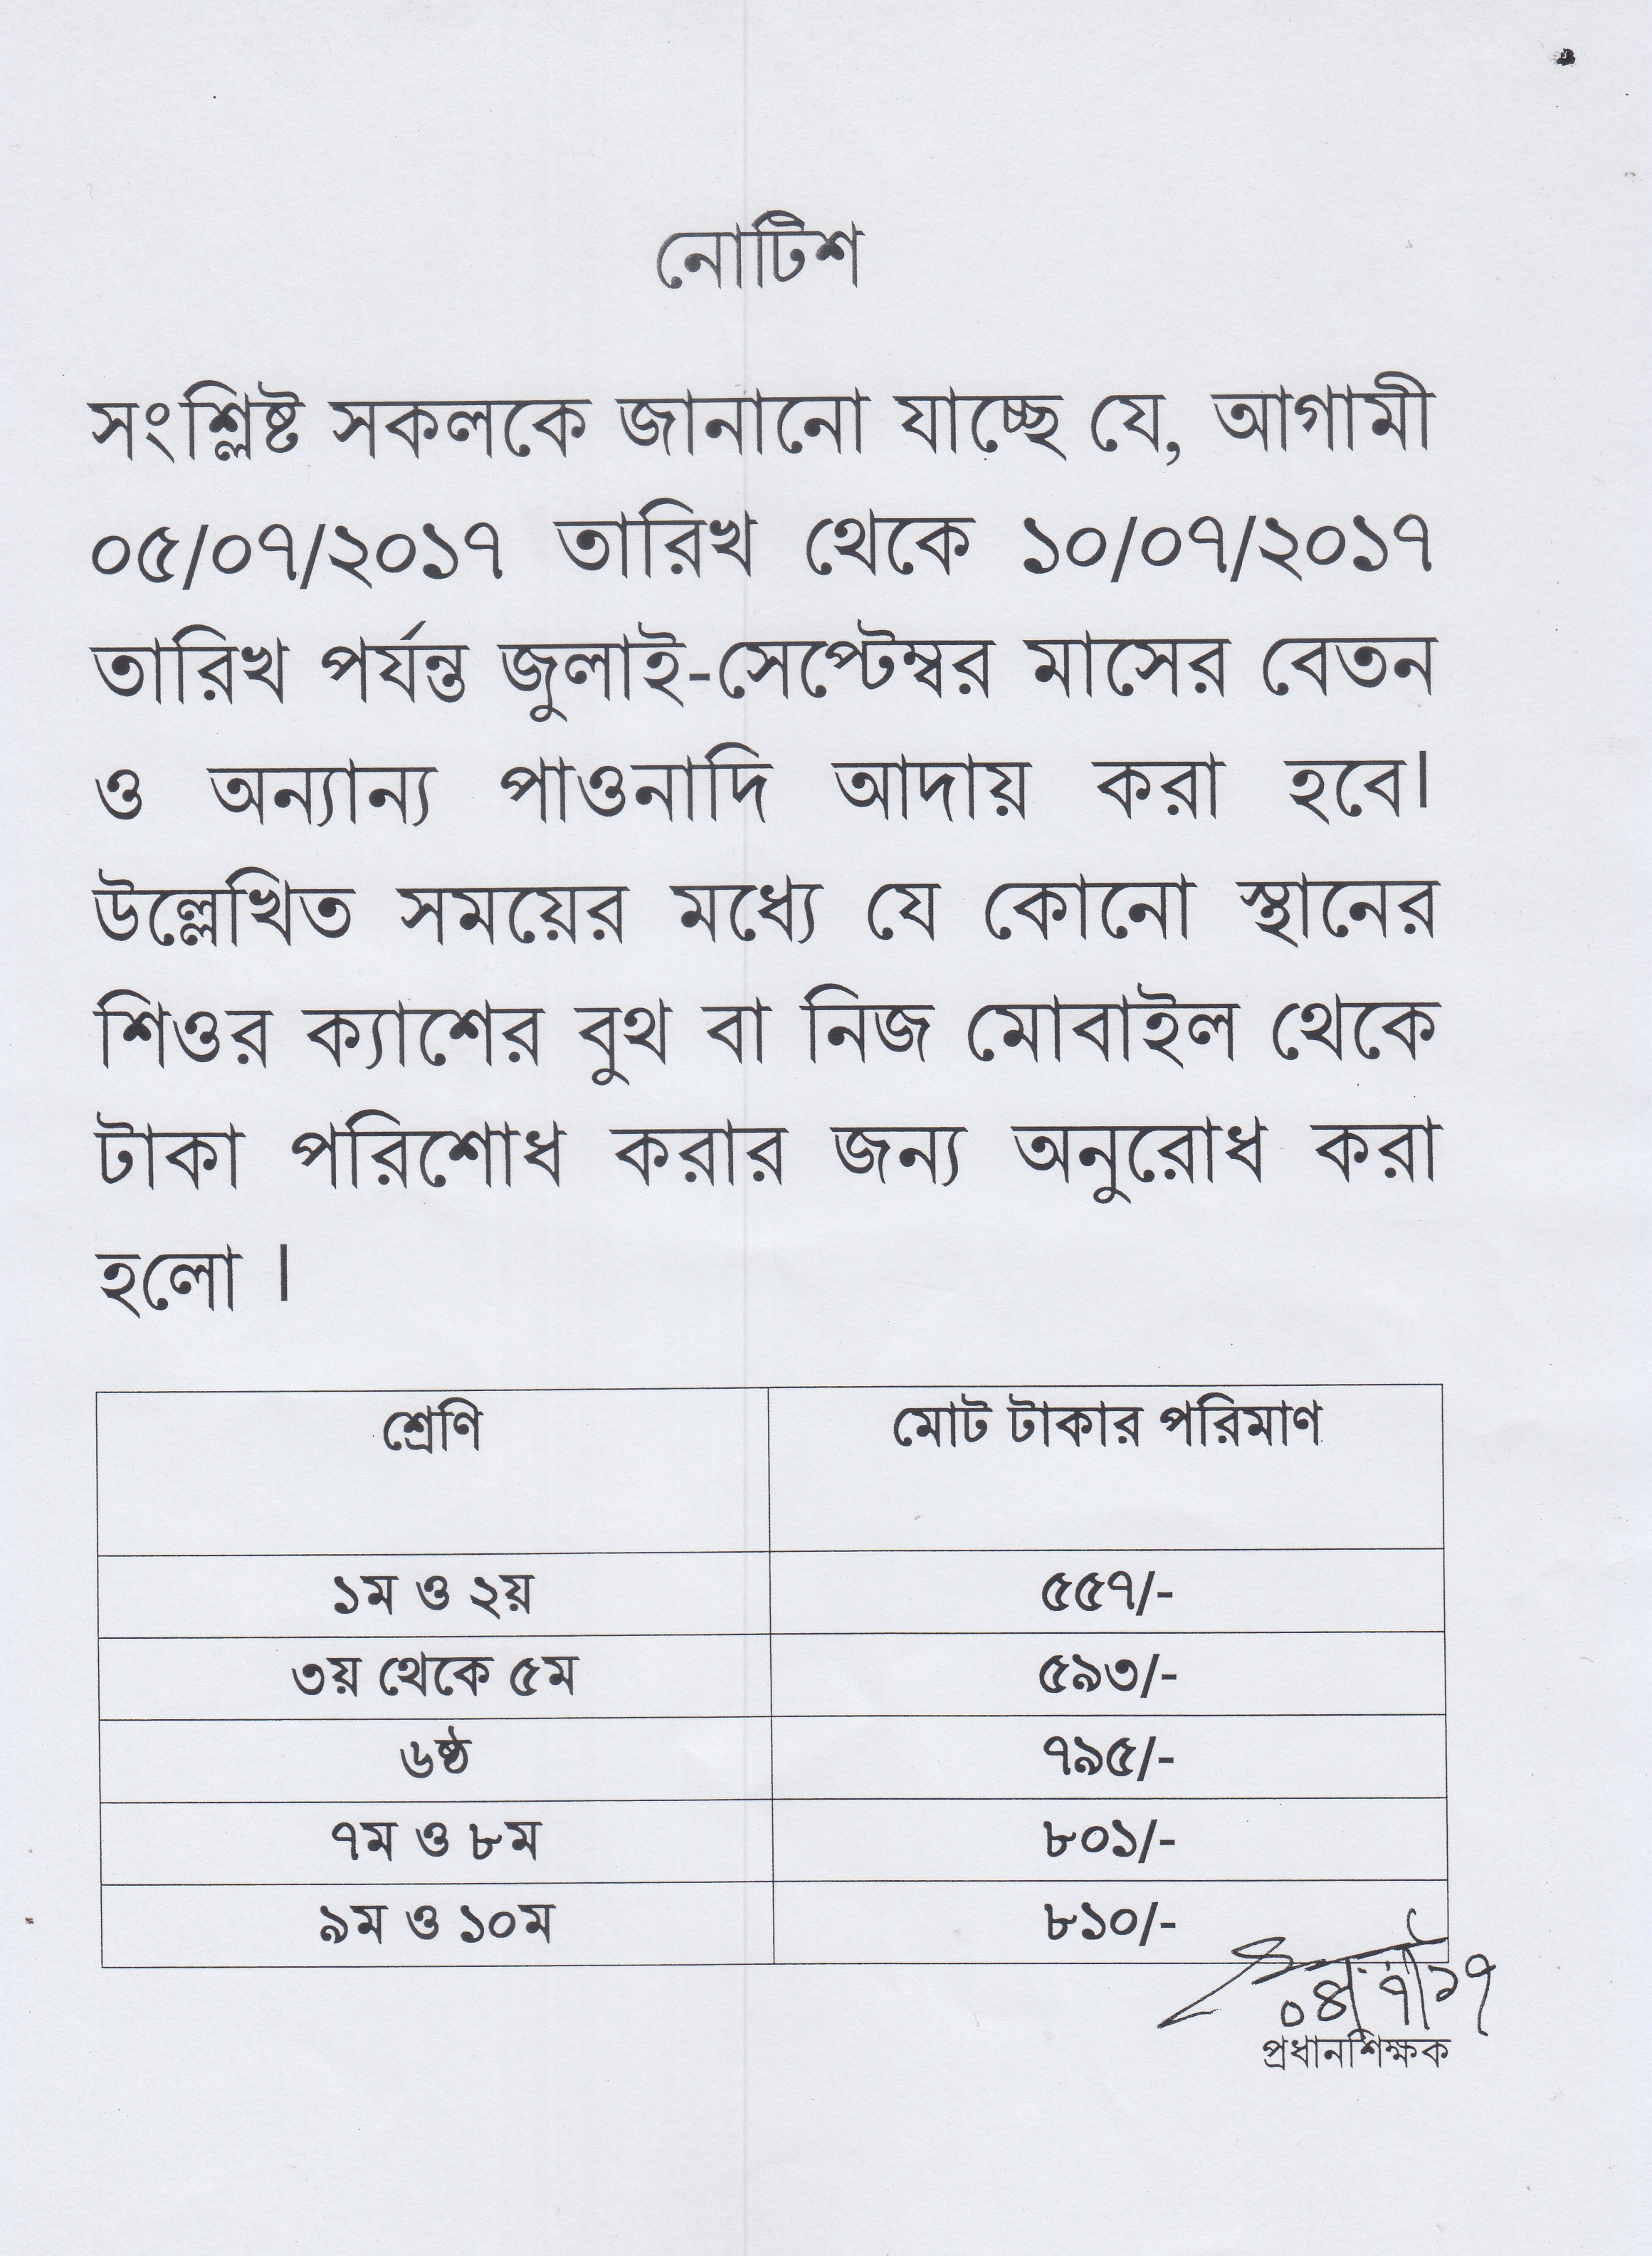 নোটিশ
সংশ্লিষ্ট সকলকে জানানো যাচ্ছে যে, আগামী
০৫/০৭/২০১৭ তারিখ থেকে ১০/০৭/২০১৭
তারিখ পর্যন্ত জুলাই-সেপ্টেম্বর মাসের বেতন
ও অন্যান্য পাওনাদি আদায় করা হবে।
উল্লেখিত সময়ের মধ্যে যে কোনো স্থানের
শিওর ক্যাশের বুথ বা নিজ মোবাইল থেকে
টাকা পরিশোধ করার জন্য অনুরোধ করা
হলো ।
শ্রেণি মোট টাকার পরিমাণ
১ম ও ২য় ৫৫৭/-
৩য় থেকে ৫ম ৫৯৩/-
৬ষ্ঠ ৭৯৫/-
৭ম ও ৮ম ৮০১/-
৯ম ও ১০ম ৮১০/-
০৪/৭/১৭
প্রধানশিক্ষক